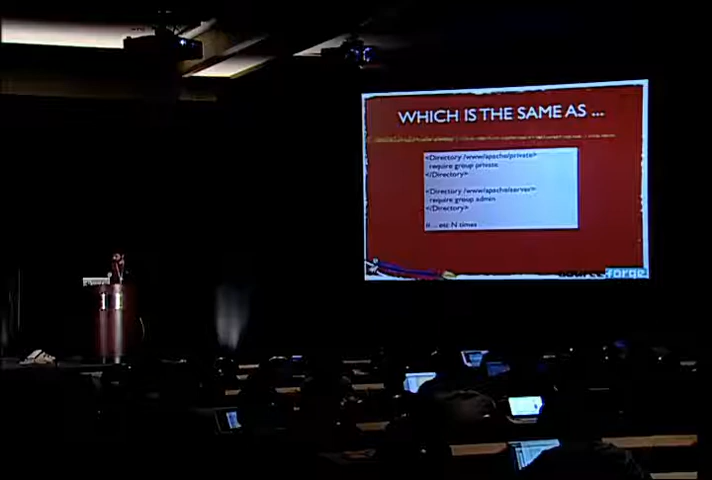 WHICH IS THE SAME AS ...
<Directory /www/apache/private>
require group private
</Directory>
<Directory /www/apache/server>
require group admin
</Directory>
#... etc N times
sourceforge